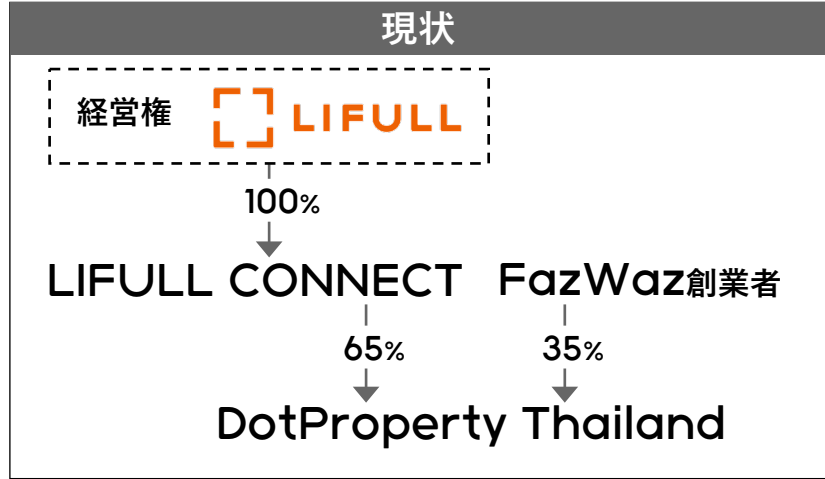 現状
経営権 LIFULL
100%
LIFULL CONNECT FazWaz創業者
65% 35%
DotProperty Thailand